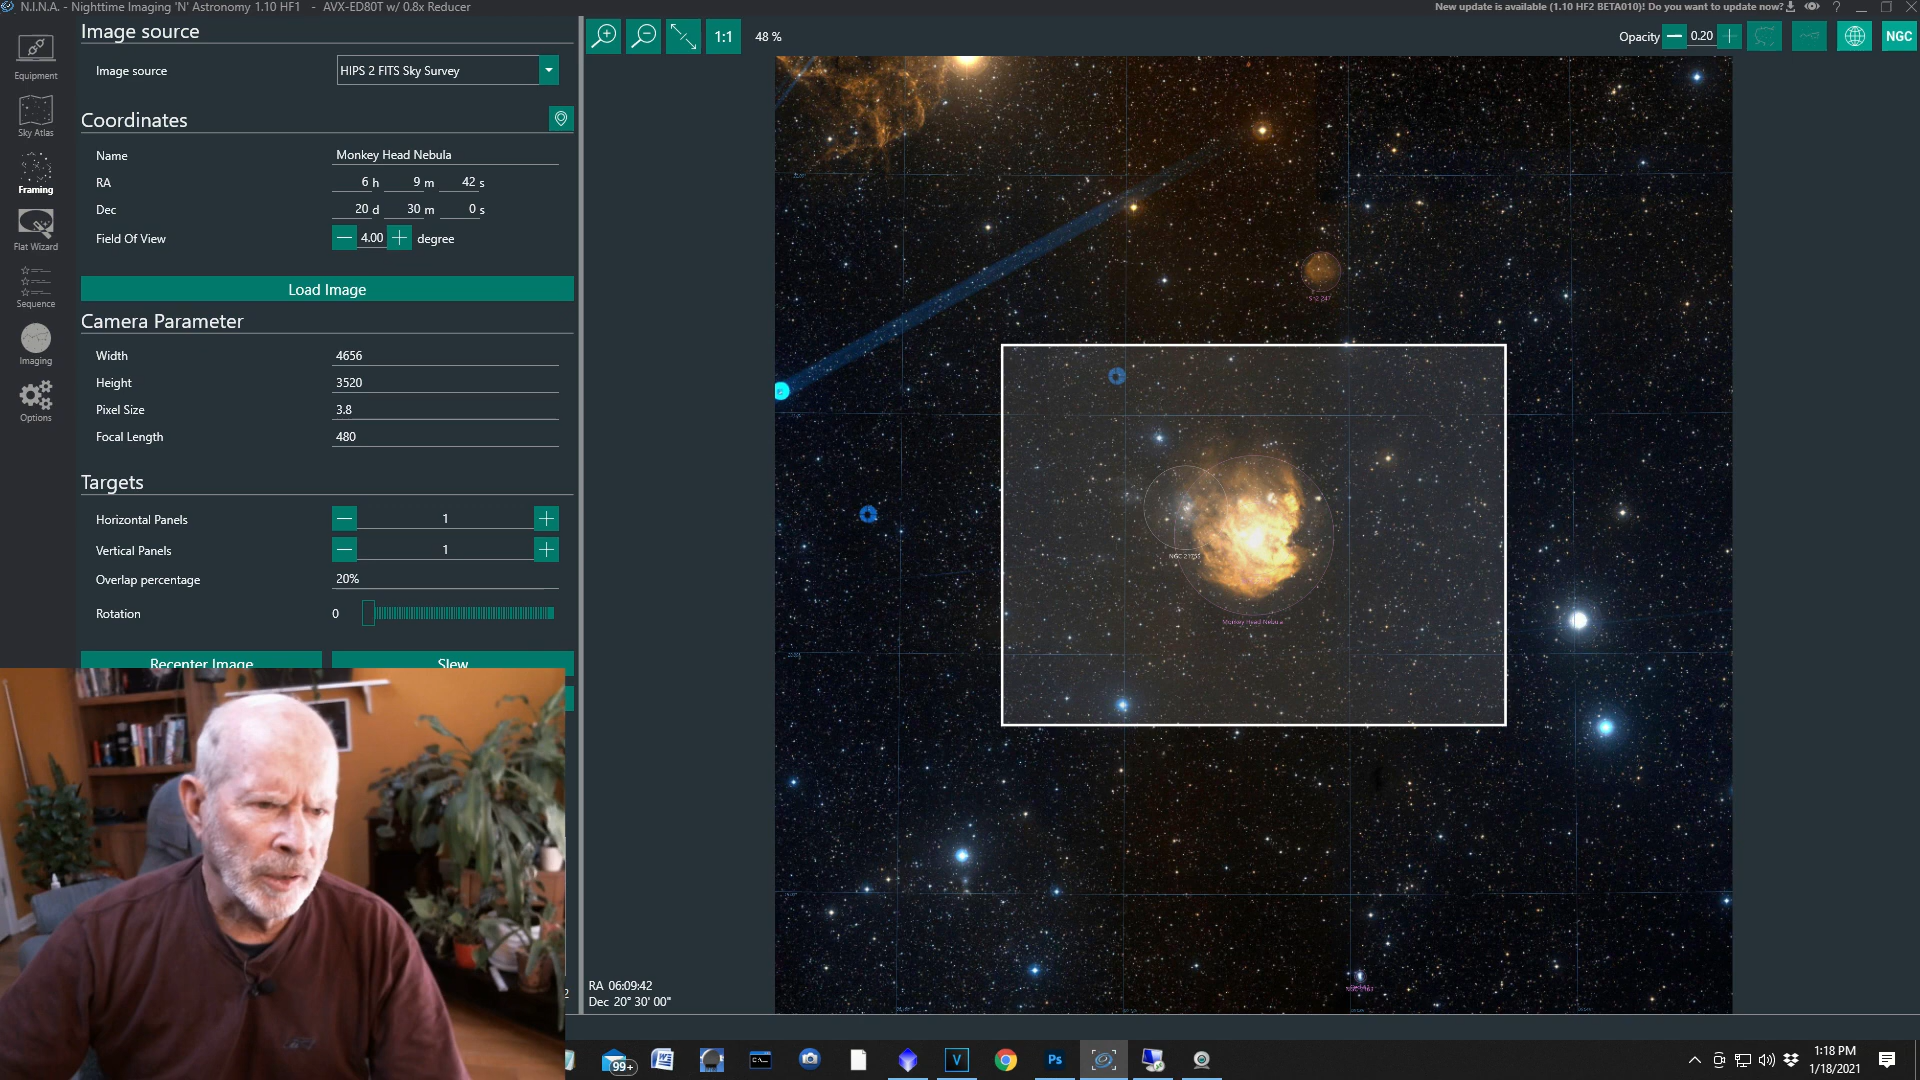 N.I.N.A. - Nighttime Imaging 'N' Astronomy 1.10 HF1 - AVX-ED80T w/ 0.8x Reducer
New update is available (1.10 HF2 BETA010)! Do you want to update now?
Equipment
Sky Atlas
Framing
Flat Wizard
Sequence
Imaging
Options
Image source
Image source HIPS 2 FITS Sky Survey
Coordinates
Name Monkey Head Nebula
RA 6 h 9 m 42 s
Dec 20 d 30 m 0 s
Field Of View 4.00 degree
Load Image
Camera Parameter
Width 4656
Height 3520
Pixel Size 3.8
Focal Length 480
Targets
Horizontal Panels 1
Vertical Panels 1
Overlap percentage 20%
Rotation 0
Recenter Image Slew
1:1 48 %
Opacity 0.20 NGC
Monkey Head Nebula
RA 06:09:42
Dec 20° 30' 00"
99+
W
V
Ps
1:18 PM
1/18/2021